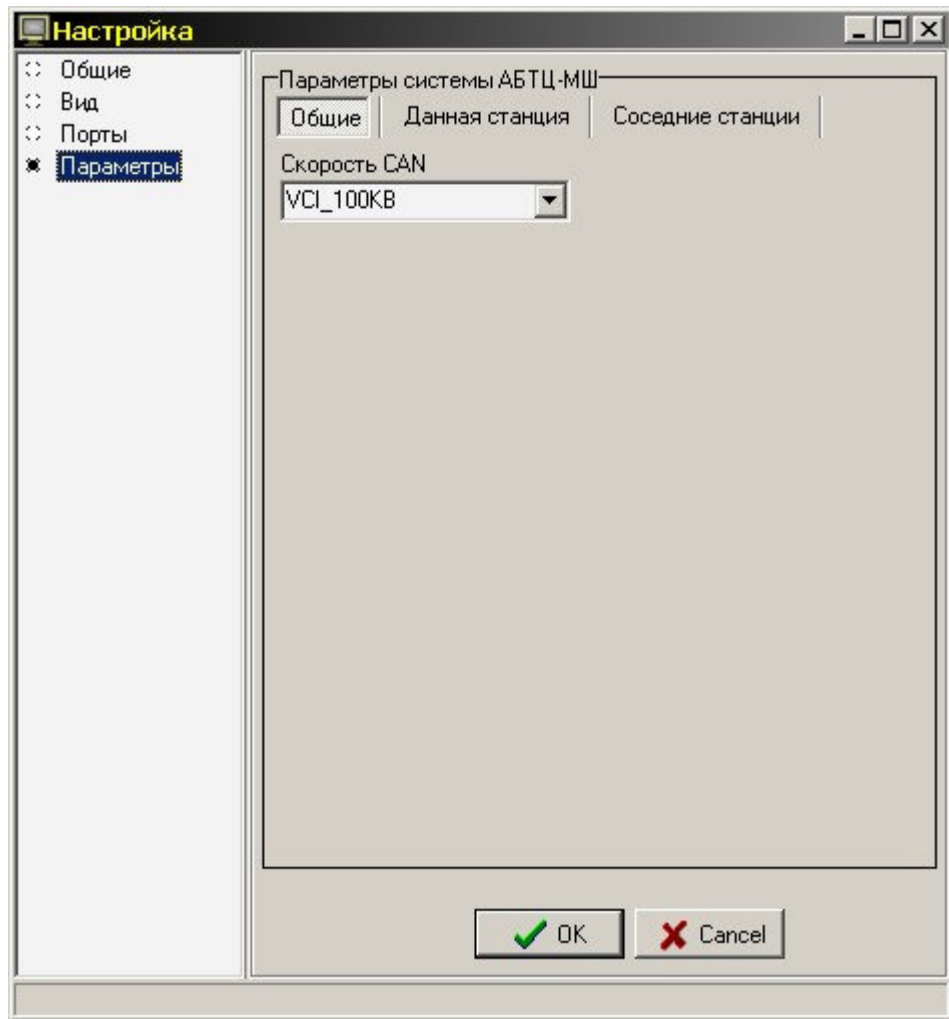 Настройка
Общие
Вид
Порты
Параметры
Параметры системы АБТЦ-МШ
Общие Данная станция Соседние станции
Скорость CAN
VCI_100KB
OK Cancel